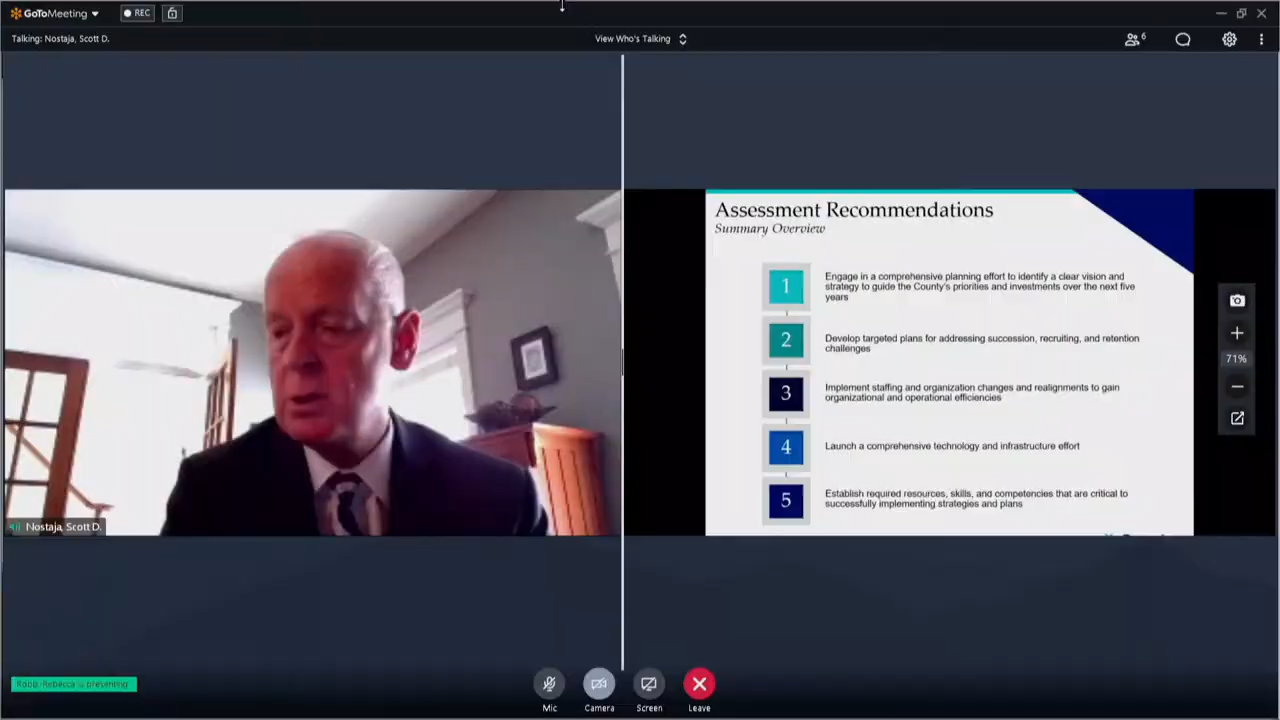 GoToMeeting
REC
Talking: Nostaja, Scott D.
View Who's Talking
6
Assessment Recommendations
Summary Overview
1
Engage in a comprehensive planning effort to identify a clear vision and
strategy to guide the County's priorities and investments over the next five
years
2
Develop targeted plans for addressing succession, recruiting, and retention
challenges
3
Implement staffing and organization changes and realignments to gain
organizational and operational efficiencies
4
Launch a comprehensive technology and infrastructure effort
5
Establish required resources, skills, and competencies that are critical to
successfully implementing strategies and plans
71%
Nostaja, Scott D.
Rebecca is presenting
Mic
Camera
Screen
Leave